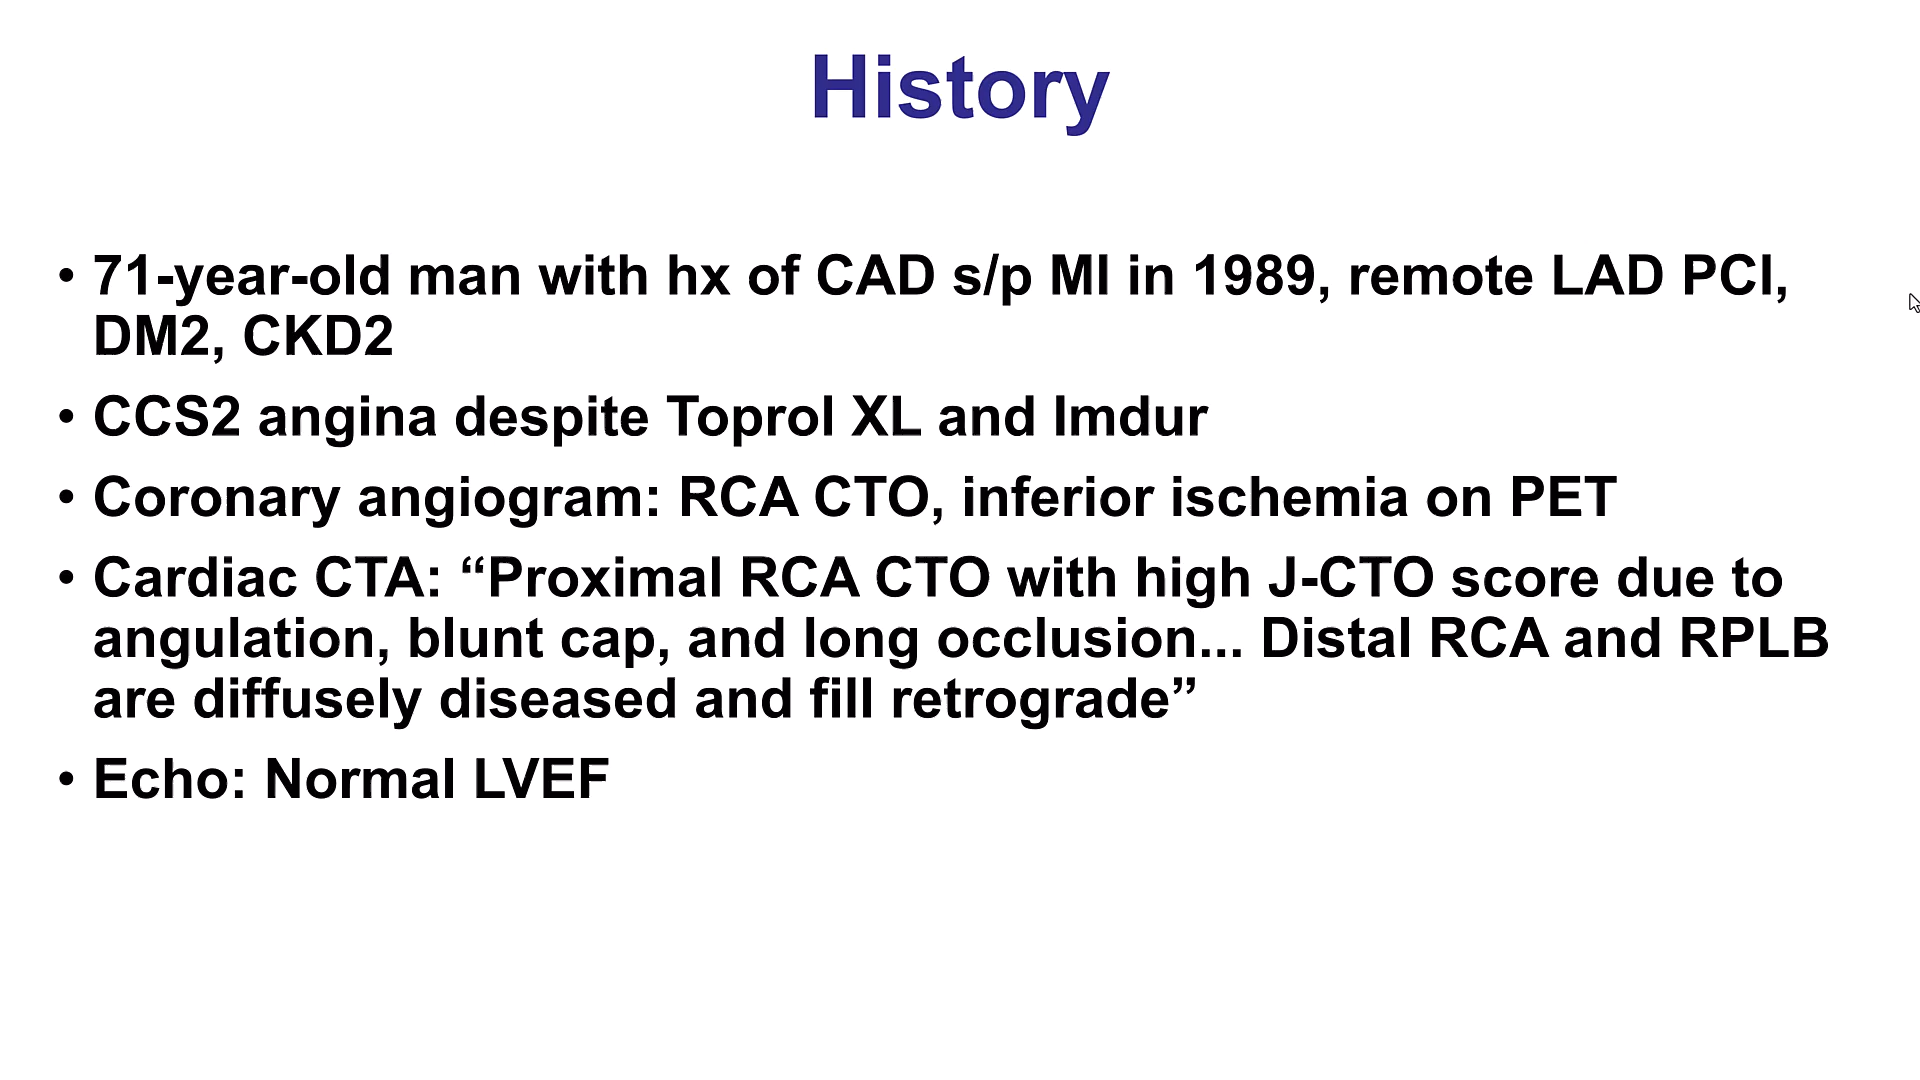 History
• 71-year-old man with hx of CAD s/p MI in 1989, remote LAD PCI,
DM2, CKD2
• CCS2 angina despite Toprol XL and Imdur
• Coronary angiogram: RCA CTO, inferior ischemia on PET
• Cardiac CTA: “Proximal RCA CTO with high J-CTO score due to
angulation, blunt cap, and long occlusion... Distal RCA and RPLB
are diffusely diseased and fill retrograde”
• Echo: Normal LVEF